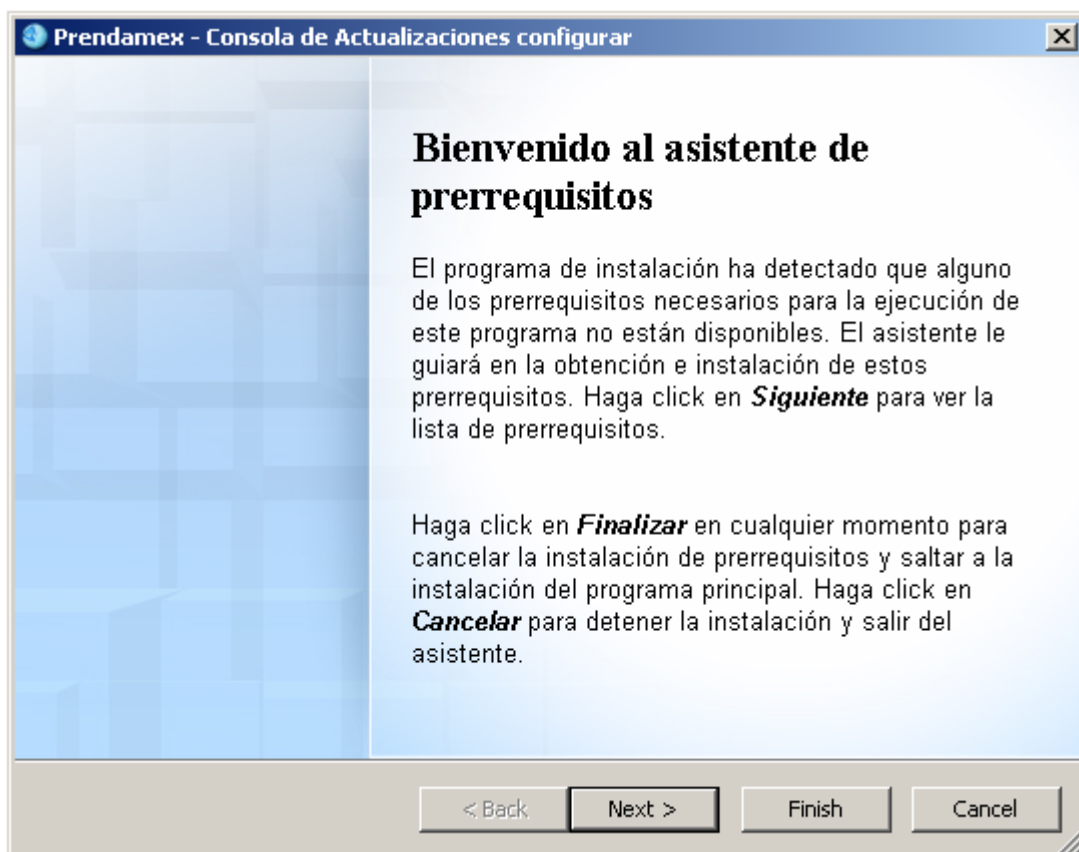 Prendamex - Consola de Actualizaciones configurar
Bienvenido al asistente de
prerrequisitos
El programa de instalación ha detectado que alguno
de los prerrequisitos necesarios para la ejecución de
este programa no están disponibles. El asistente le
guiará en la obtención e instalación de estos
prerrequisitos. Haga click en Siguiente para ver la
lista de prerrequisitos.
Haga click en Finalizar en cualquier momento para
cancelar la instalación de prerrequisitos y saltar a la
instalación del programa principal. Haga click en
Cancelar para detener la instalación y salir del
asistente.
< Back Next > Finish Cancel